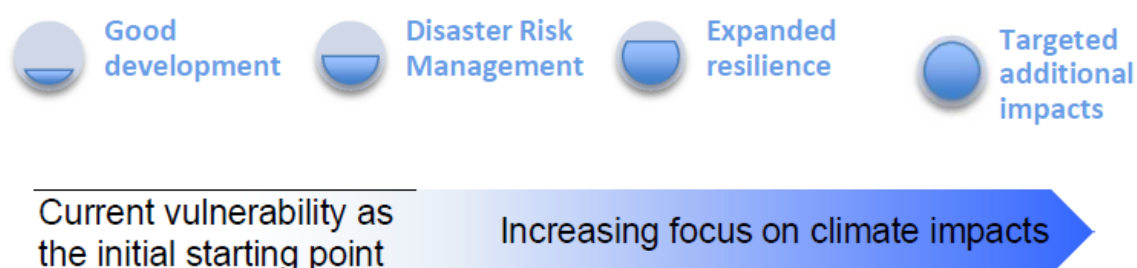 Good
development
Disaster Risk
Management
Expanded
resilience
Targeted
additional
impacts
Current vulnerability as
the initial starting point
Increasing focus on climate impacts